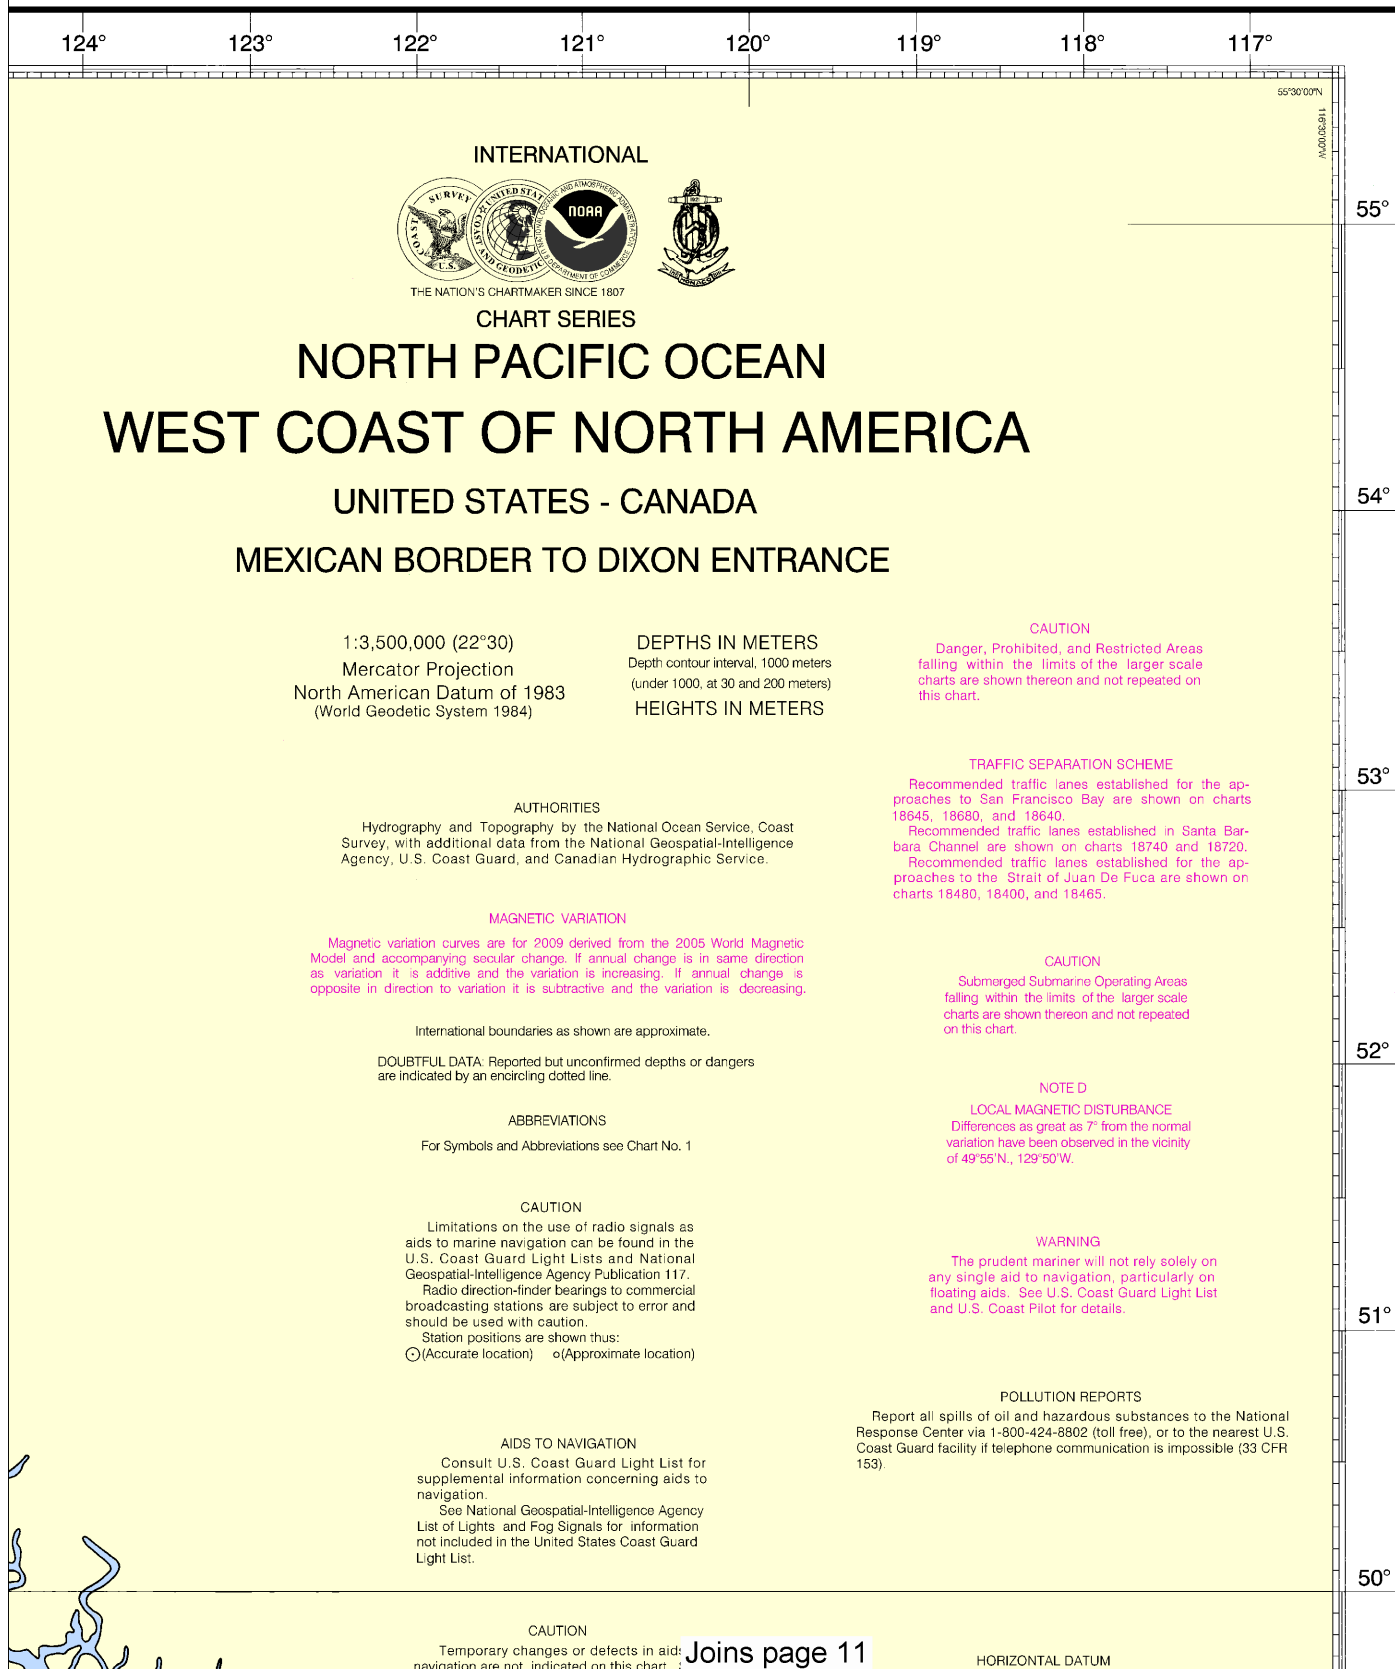 124° 123° 122° 121° 120° 119° 118° 117°
55°30'00"N
116°30'00"W
INTERNATIONAL
SURVEY COAST U.S.
UNITED STAT COAST AND GEODETIC
NATIONAL OCEANIC AND ATMOSPHERIC ADMINISTRATION U.S. DEPARTMENT OF COMMERCE
NOAA
1921
THE NATION'S CHARTMAKER SINCE 1807
CHART SERIES
NORTH PACIFIC OCEAN
WEST COAST OF NORTH AMERICA
UNITED STATES - CANADA
MEXICAN BORDER TO DIXON ENTRANCE
1:3,500,000 (22°30)
Mercator Projection
North American Datum of 1983
(World Geodetic System 1984)
DEPTHS IN METERS
Depth contour interval, 1000 meters
(under 1000, at 30 and 200 meters)
HEIGHTS IN METERS
CAUTION
Danger, Prohibited, and Restricted Areas
falling within the limits of the larger scale
charts are shown thereon and not repeated on
this chart.
TRAFFIC SEPARATION SCHEME
Recommended traffic lanes established for the ap-
proaches to San Francisco Bay are shown on charts
18645, 18680, and 18640.
Recommended traffic lanes established in Santa Bar-
bara Channel are shown on charts 18740 and 18720.
Recommended traffic lanes established for the ap-
proaches to the Strait of Juan De Fuca are shown on
charts 18480, 18400, and 18465.
AUTHORITIES
Hydrography and Topography by the National Ocean Service, Coast
Survey, with additional data from the National Geospatial-Intelligence
Agency, U.S. Coast Guard, and Canadian Hydrographic Service.
MAGNETIC VARIATION
Magnetic variation curves are for 2009 derived from the 2005 World Magnetic
Model and accompanying secular change. If annual change is in same direction
as variation it is additive and the variation is increasing. If annual change is
opposite in direction to variation it is subtractive and the variation is decreasing.
CAUTION
Submerged Submarine Operating Areas
falling within the limits of the larger scale
charts are shown thereon and not repeated
on this chart.
International boundaries as shown are approximate.
DOUBTFUL DATA: Reported but unconfirmed depths or dangers
are indicated by an encircling dotted line.
NOTE D
LOCAL MAGNETIC DISTURBANCE
Differences as great as 7° from the normal
variation have been observed in the vicinity
of 49°55'N., 129°50'W.
ABBREVIATIONS
For Symbols and Abbreviations see Chart No. 1
CAUTION
Limitations on the use of radio signals as
aids to marine navigation can be found in the
U.S. Coast Guard Light Lists and National
Geospatial-Intelligence Agency Publication 117.
Radio direction-finder bearings to commercial
broadcasting stations are subject to error and
should be used with caution.
Station positions are shown thus:
(Accurate location) o(Approximate location)
WARNING
The prudent mariner will not rely solely on
any single aid to navigation, particularly on
floating aids. See U.S. Coast Guard Light List
and U.S. Coast Pilot for details.
POLLUTION REPORTS
Report all spills of oil and hazardous substances to the National
Response Center via 1-800-424-8802 (toll free), or to the nearest U.S.
Coast Guard facility if telephone communication is impossible (33 CFR
153).
AIDS TO NAVIGATION
Consult U.S. Coast Guard Light List for
supplemental information concerning aids to
navigation.
See National Geospatial-Intelligence Agency
List of Lights and Fog Signals for information
not included in the United States Coast Guard
Light List.
CAUTION
Temporary changes or defects in aids
navigation are not indicated on this chart.
Joins page 11
HORIZONTAL DATUM
55°
54°
53°
52°
51°
50°